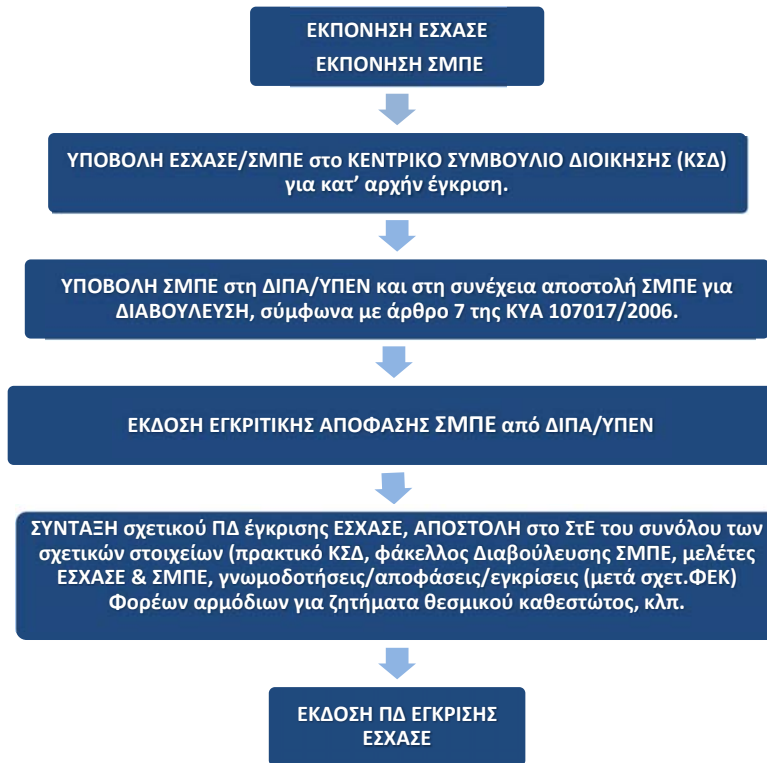 ΕΚΠΟΝΗΣΗ ΕΣΧΑΣΕ
ΕΚΠΟΝΗΣΗ ΣΜΠΕ
ΥΠΟΒΟΛΗ ΕΣΧΑΣΕ/ΣΜΠΕ στο ΚΕΝΤΡΙΚΟ ΣΥΜΒΟΥΛΙΟ ΔΙΟΙΚΗΣΗΣ (ΚΣΔ)
για κατ’ αρχήν έγκριση.
ΥΠΟΒΟΛΗ ΣΜΠΕ στη ΔΙΠΑ/ΥΠΕΝ και στη συνέχεια αποστολή ΣΜΠΕ για
ΔΙΑΒΟΥΛΕΥΣΗ, σύμφωνα με άρθρο 7 της ΚΥΑ 107017/2006.
ΕΚΔΟΣΗ ΕΓΚΡΙΤΙΚΗΣ ΑΠΟΦΑΣΗΣ ΣΜΠΕ από ΔΙΠΑ/ΥΠΕΝ
ΣΥΝΤΑΞΗ σχετικού ΠΔ έγκρισης ΕΣΧΑΣΕ, ΑΠΟΣΤΟΛΗ στο ΣτΕ του συνόλου των
σχετικών στοιχείων (πρακτικό ΚΣΔ, φάκελλος Διαβούλευσης ΣΜΠΕ, μελέτες
ΕΣΧΑΣΕ & ΣΜΠΕ, γνωμοδοτήσεις/αποφάσεις/εγκρίσεις (μετά σχετ.ΦΕΚ)
Φορέων αρμόδιων για ζητήματα θεσμικού καθεστώτος, κλπ.
ΕΚΔΟΣΗ ΠΔ ΕΓΚΡΙΣΗΣ
ΕΣΧΑΣΕ